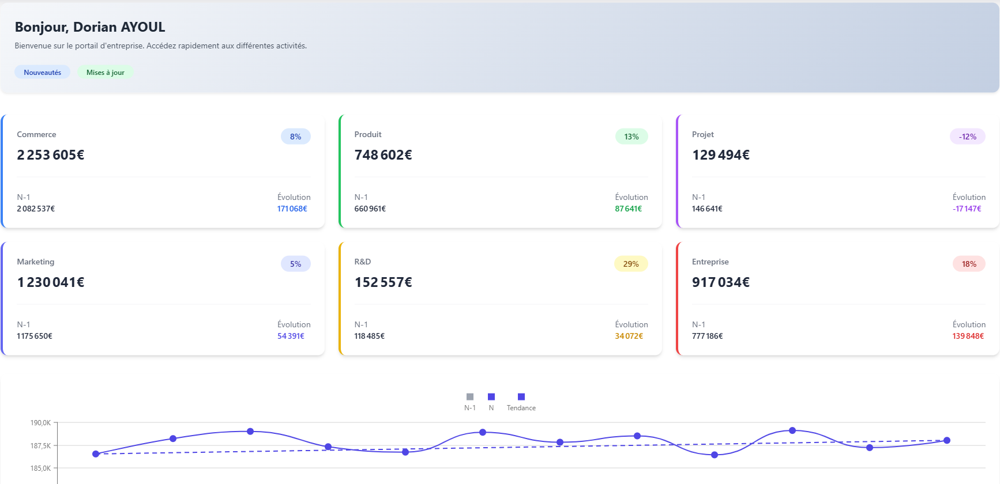 Bonjour, Dorian AYOUL
Bienvenue sur le portail d'entreprise. Accédez rapidement aux différentes activités.
Nouveautés
Mises à jour
Commerce
8%
2 253 605€
N-1
Évolution
2 082 537€
171 068€
Produit
13%
748 602€
N-1
Évolution
660 961€
87 641€
Projet
-12%
129 494€
N-1
Évolution
146 641€
-17 147€
Marketing
5%
1 230 041€
N-1
Évolution
1 175 650€
54 391€
R&D
29%
152 557€
N-1
Évolution
118 485€
34 072€
Entreprise
18%
917 034€
N-1
Évolution
777 186€
139 848€
N-1
N
Tendance
190,0K
187,5K
185,0K